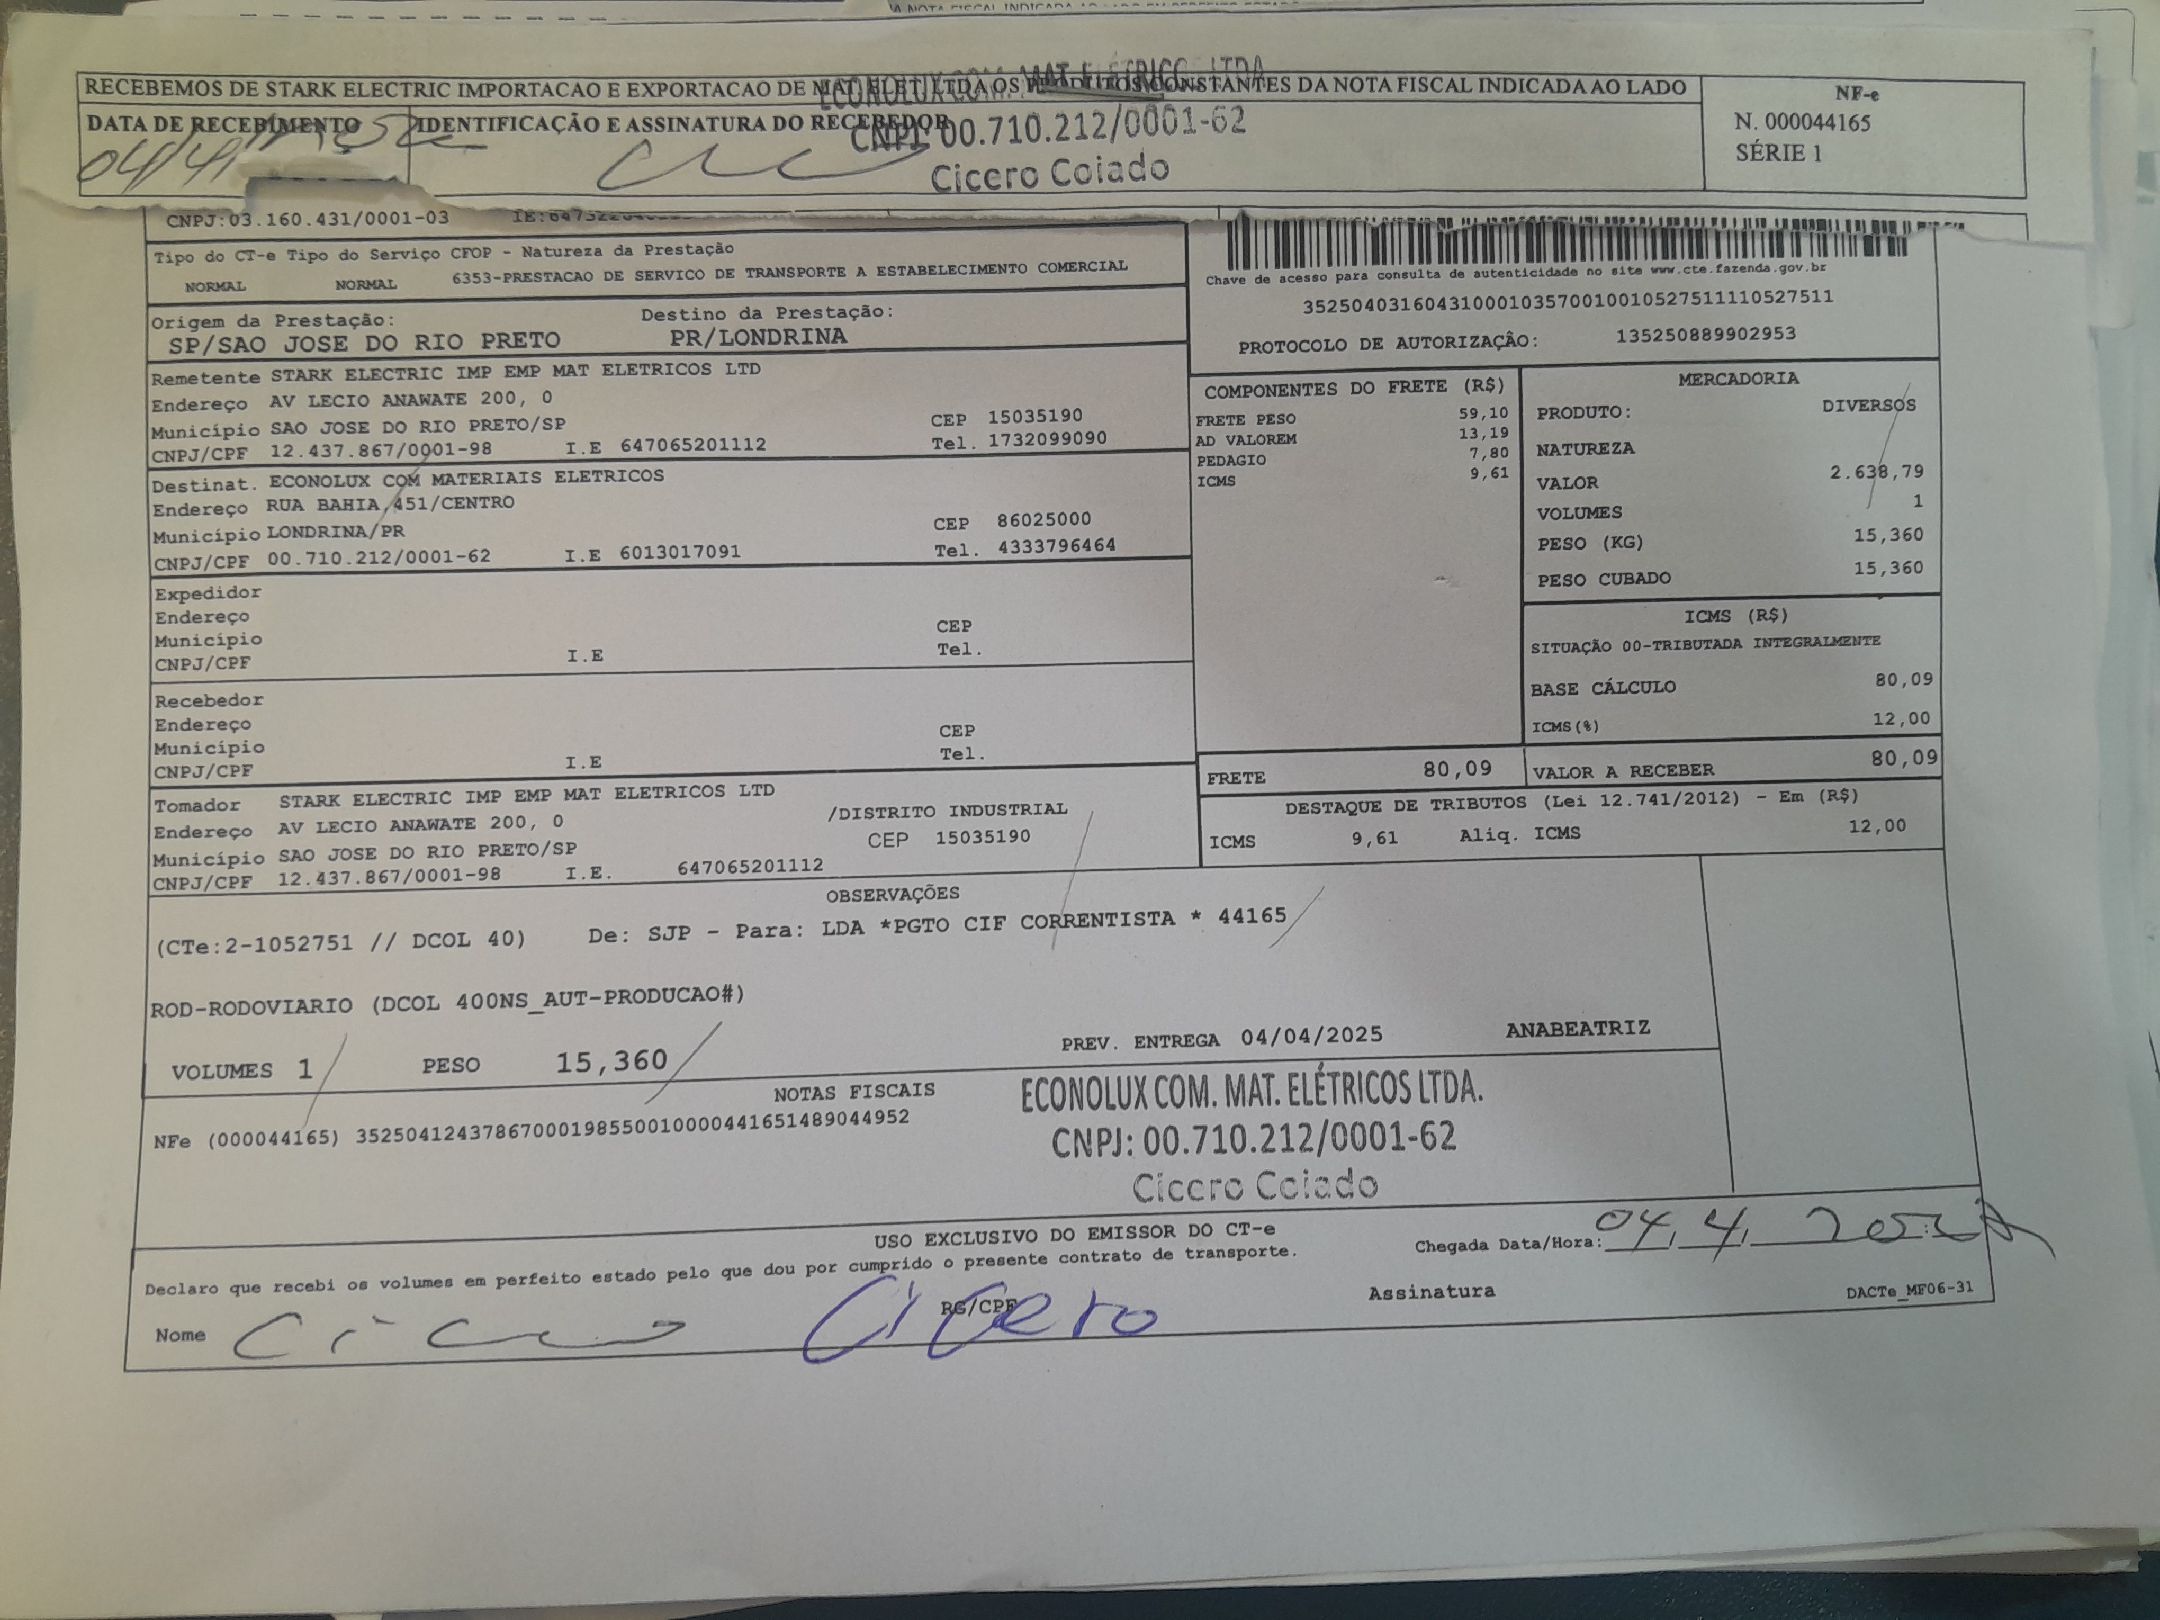 RECEBEMOS DE STARK ELECTRIC IMPORTACAO E EXPORTACAO DE MAT ELET LTDA OS PRODUTOS CONSTANTES DA NOTA FISCAL INDICADA AO LADO
ECONOLUX COM. MAT. ELÉTRICOS LTDA
NF-e
N. 000044165
SÉRIE 1
DATA DE RECEBIMENTO IDENTIFICAÇÃO E ASSINATURA DO RECEBEDOR
CNPJ: 00.710.212/0001-62
04/4/
Cicero Coiado
CNPJ:03.160.431/0001-03
Tipo do CT-e Tipo do Serviço CFOP - Natureza da Prestação
NORMAL NORMAL 6353-PRESTACAO DE SERVICO DE TRANSPORTE A ESTABELECIMENTO COMERCIAL
Chave de acesso para consulta de autenticidade no site www.cte.fazenda.gov.br
35250403160431000103570010010527511110527511
PROTOCOLO DE AUTORIZAÇÃO: 135250889902953
Origem da Prestação: Destino da Prestação:
SP/SAO JOSE DO RIO PRETO PR/LONDRINA
Remetente STARK ELECTRIC IMP EMP MAT ELETRICOS LTD
Endereço AV LECIO ANAWATE 200, 0
Município SAO JOSE DO RIO PRETO/SP CEP 15035190
CNPJ/CPF 12.437.867/0001-98 I.E 647065201112 Tel. 1732099090
Destinat. ECONOLUX COM MATERIAIS ELETRICOS
Endereço RUA BAHIA,451/CENTRO
Município LONDRINA/PR CEP 86025000
CNPJ/CPF 00.710.212/0001-62 I.E 6013017091 Tel. 4333796464
Expedidor
Endereço
Município CEP
CNPJ/CPF I.E Tel.
Recebedor
Endereço
Município CEP
CNPJ/CPF I.E Tel.
Tomador STARK ELECTRIC IMP EMP MAT ELETRICOS LTD
Endereço AV LECIO ANAWATE 200, 0 /DISTRITO INDUSTRIAL
Município SAO JOSE DO RIO PRETO/SP CEP 15035190
CNPJ/CPF 12.437.867/0001-98 I.E. 647065201112
COMPONENTES DO FRETE (R$)
FRETE PESO 59,10
AD VALOREM 13,19
PEDAGIO 7,80
ICMS 9,61
MERCADORIA
PRODUTO: DIVERSOS
NATUREZA
VALOR 2.638,79
VOLUMES 1
PESO (KG) 15,360
PESO CUBADO 15,360
ICMS (R$)
SITUAÇÃO 00-TRIBUTADA INTEGRALMENTE
BASE CÁLCULO 80,09
ICMS(%) 12,00
FRETE 80,09 VALOR A RECEBER 80,09
DESTAQUE DE TRIBUTOS (Lei 12.741/2012) - Em (R$)
ICMS 9,61 Aliq. ICMS 12,00
OBSERVAÇÕES
(CTe:2-1052751 // DCOL 40) De: SJP - Para: LDA *PGTO CIF CORRENTISTA * 44165
ROD-RODOVIARIO (DCOL 400NS_AUT-PRODUCAO#)
VOLUMES 1 PESO 15,360 PREV. ENTREGA 04/04/2025 ANABEATRIZ
NOTAS FISCAIS
NFe (000044165) 35250412437867000198550010000441651489044952
ECONOLUX COM. MAT. ELÉTRICOS LTDA.
CNPJ: 00.710.212/0001-62
Cicero Coiado
USO EXCLUSIVO DO EMISSOR DO CT-e
Declaro que recebi os volumes em perfeito estado pelo que dou por cumprido o presente contrato de transporte.
Chegada Data/Hora: 04, 4,
Nome Cicero RG/CPF Cicero Assinatura DACTe_MF06-31